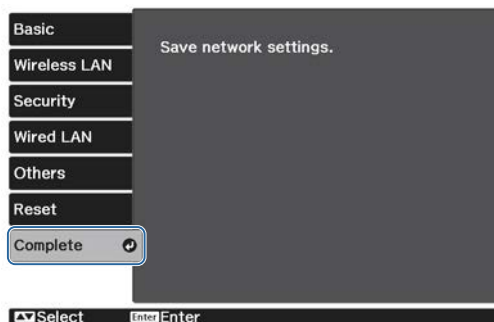 Basic
Wireless LAN
Security
Wired LAN
Others
Reset
Complete
Save network settings.
Select
Enter Enter